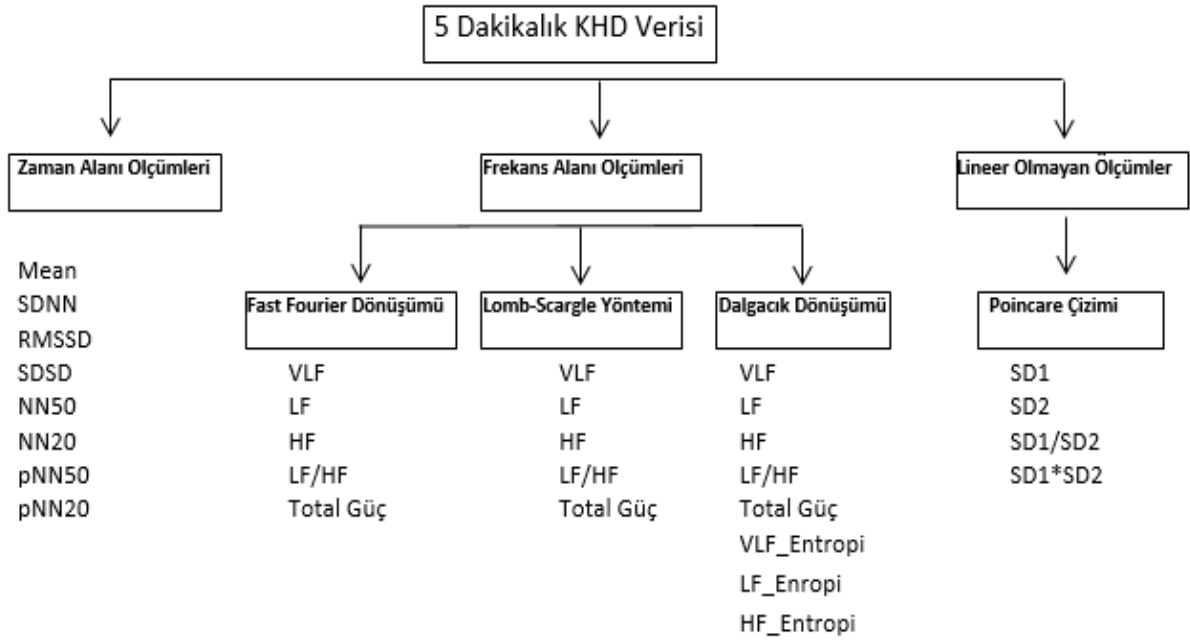 5 Dakikalık KHD Verisi
Zaman Alanı Olçümleri
Frekans Alanı Olçümleri
Lineer Olmayan Ölçümler
Mean
SDNN
RMSSD
SDSD
NN50
NN20
pNN50
pNN20
Fast Fourier Dönüşümü
VLF
LF
HF
LF/HF
Total Güç
Lomb-Scargle Yöntemi
VLF
LF
HF
LF/HF
Total Güç
Dalgacık Dönüşümü
VLF
LF
HF
LF/HF
Total Güç
VLF_Entropi
LF_Enropi
HF_Entropi
Poincare Çizimi
SD1
SD2
SD1/SD2
SD1*SD2